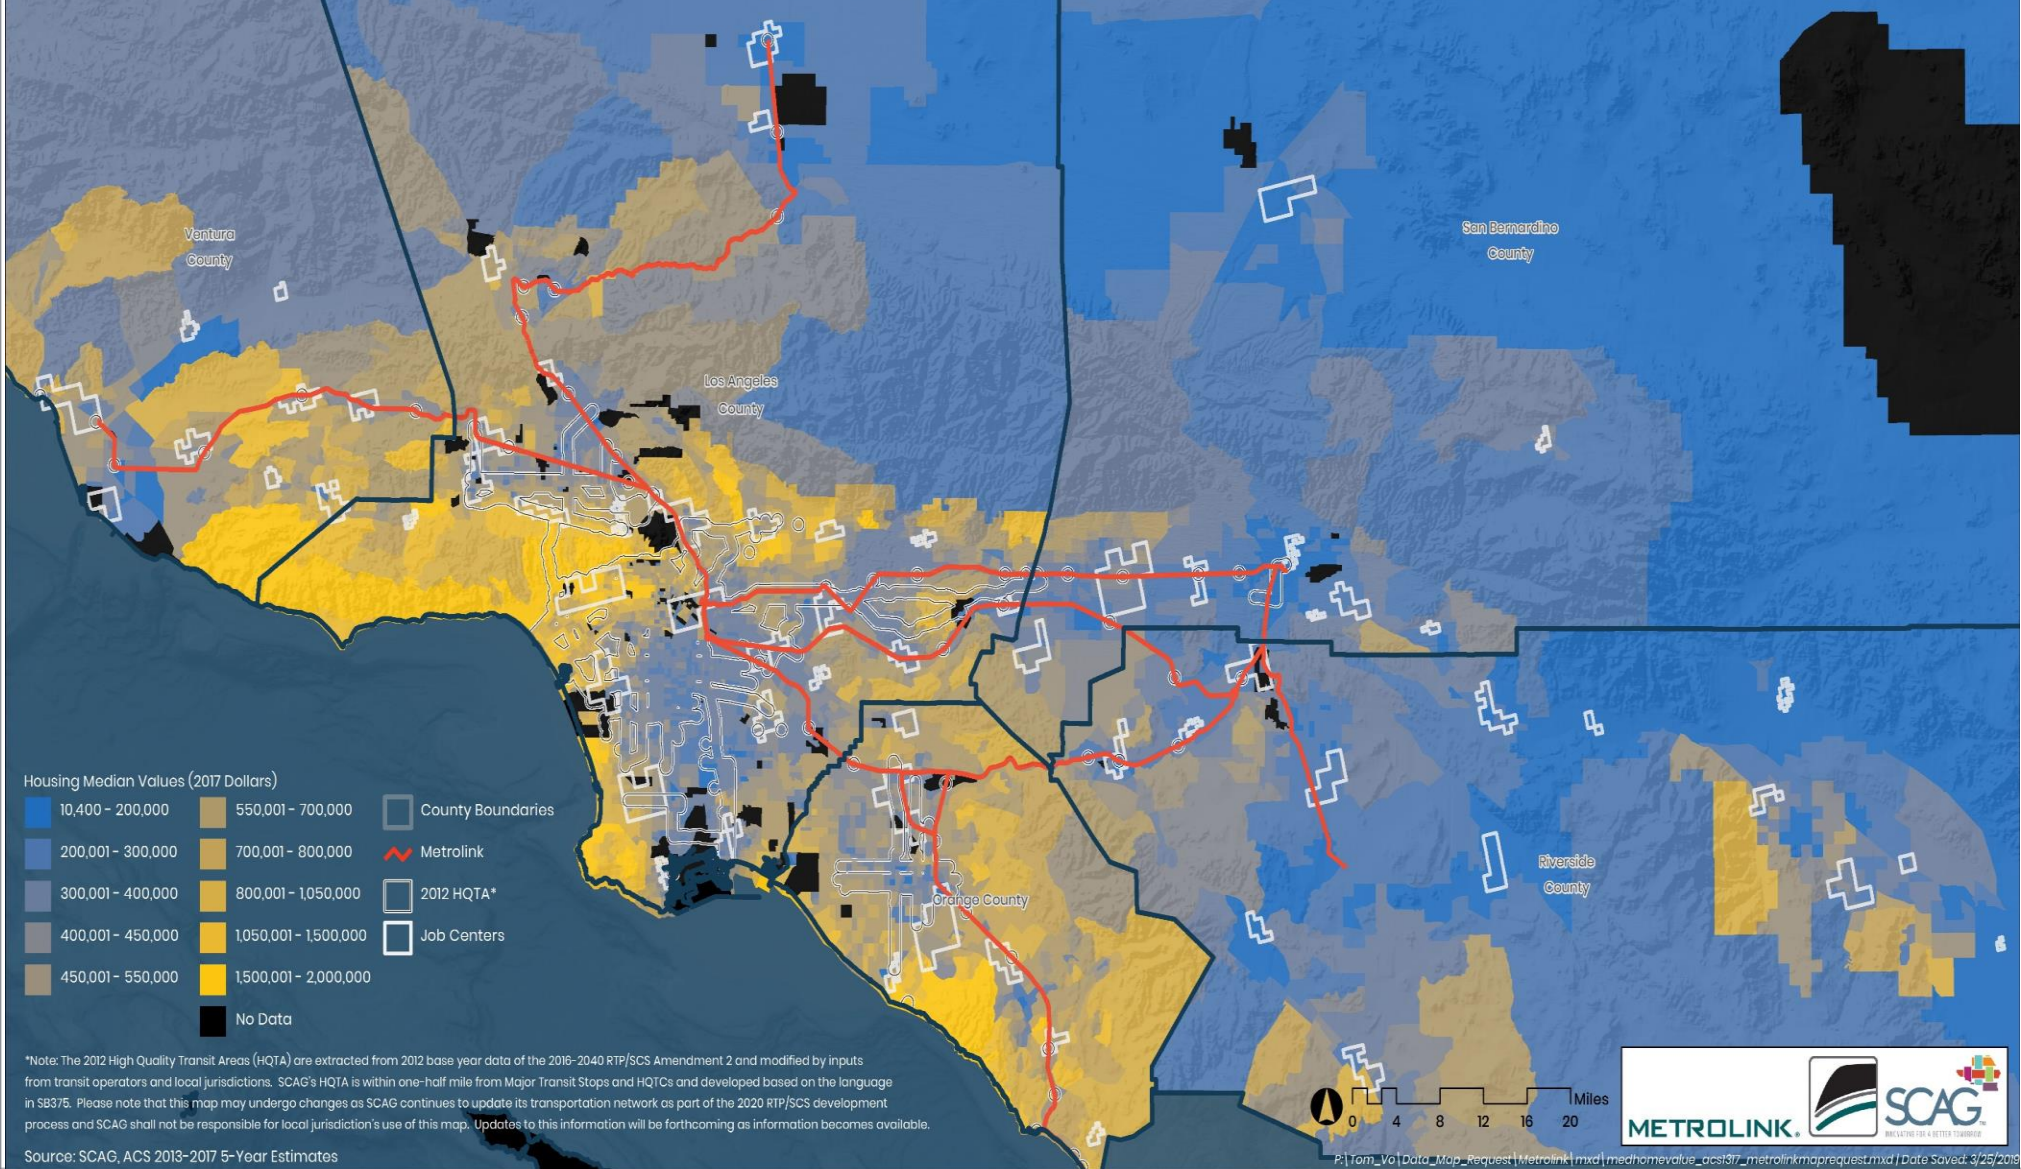 Ventura
County
San Bernardino
County
Los Angeles
County
Riverside
County
Orange County
Housing Median Values (2017 Dollars)
10,400 - 200,000
200,001 - 300,000
300,001 - 400,000
400,001 - 450,000
450,001 - 550,000
550,001 - 700,000
700,001 - 800,000
800,001 - 1,050,000
1,050,001 - 1,500,000
1,500,001 - 2,000,000
No Data
County Boundaries
Metrolink
2012 HQTA*
Job Centers
*Note: The 2012 High Quality Transit Areas (HQTA) are extracted from 2012 base year data of the 2016-2040 RTP/SCS Amendment 2 and modified by inputs
from transit operators and local jurisdictions. SCAG's HQTA is within one-half mile from Major Transit Stops and HQTCs and developed based on the language
in SB375. Please note that this map may undergo changes as SCAG continues to update its transportation network as part of the 2020 RTP/SCS development
process and SCAG shall not be responsible for local jurisdiction's use of this map. Updates to this information will be forthcoming as information becomes available.
Source: SCAG, ACS 2013-2017 5-Year Estimates
0 4 8 12 16 20
Miles
METROLINK.
SCAG
INNOVATING FOR A BETTER TOMORROW
P:\Tom_Vo\Data_Map_Request\Metrolink\mxd\medhomevalue_acs1317_metrolinkmaprequest.mxd | Date Saved: 3/25/2019